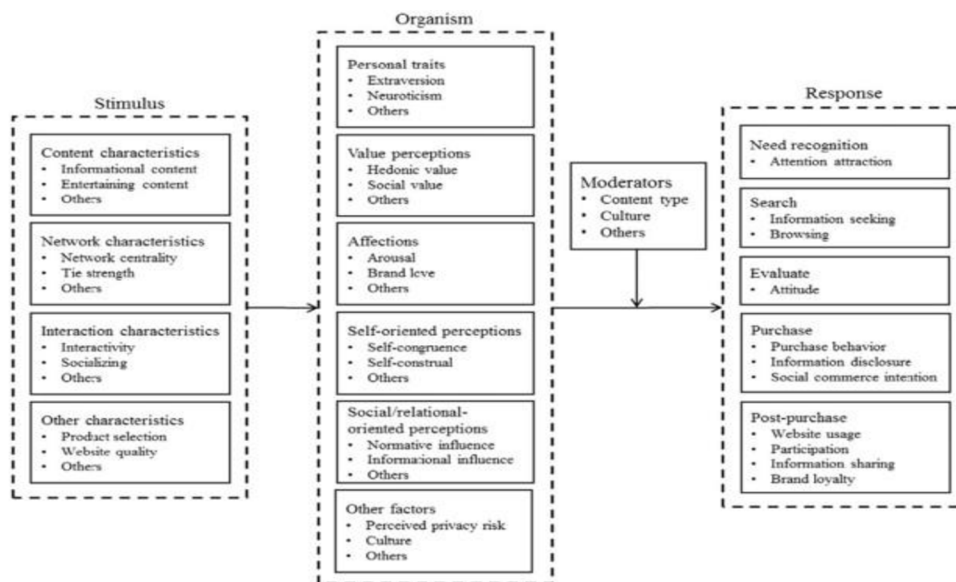 Stimulus
Content characteristics
• Informational content
• Entertaining content
• Others
Network characteristics
• Network centrality
• Tie strength
• Others
Interaction characteristics
• Interactivity
• Socializing
• Others
Other characteristics
• Product selection
• Website quality
• Others
Organism
Personal traits
• Extraversion
• Neuroticism
• Others
Value perceptions
• Hedonic value
• Social value
• Others
Affections
• Arousal
• Brand love
• Others
Self-oriented perceptions
• Self-congruence
• Self-construal
• Others
Social/relational-
oriented perceptions
• Normative influence
• Informational influence
• Others
Other factors
• Perceived privacy risk
• Culture
• Others
Moderators
• Content type
• Culture
• Others
Response
Need recognition
• Attention attraction
Search
• Information seeking
• Browsing
Evaluate
• Attitude
Purchase
• Purchase behavior
• Information disclosure
• Social commerce intention
Post-purchase
• Website usage
• Participation
• Information sharing
• Brand loyalty